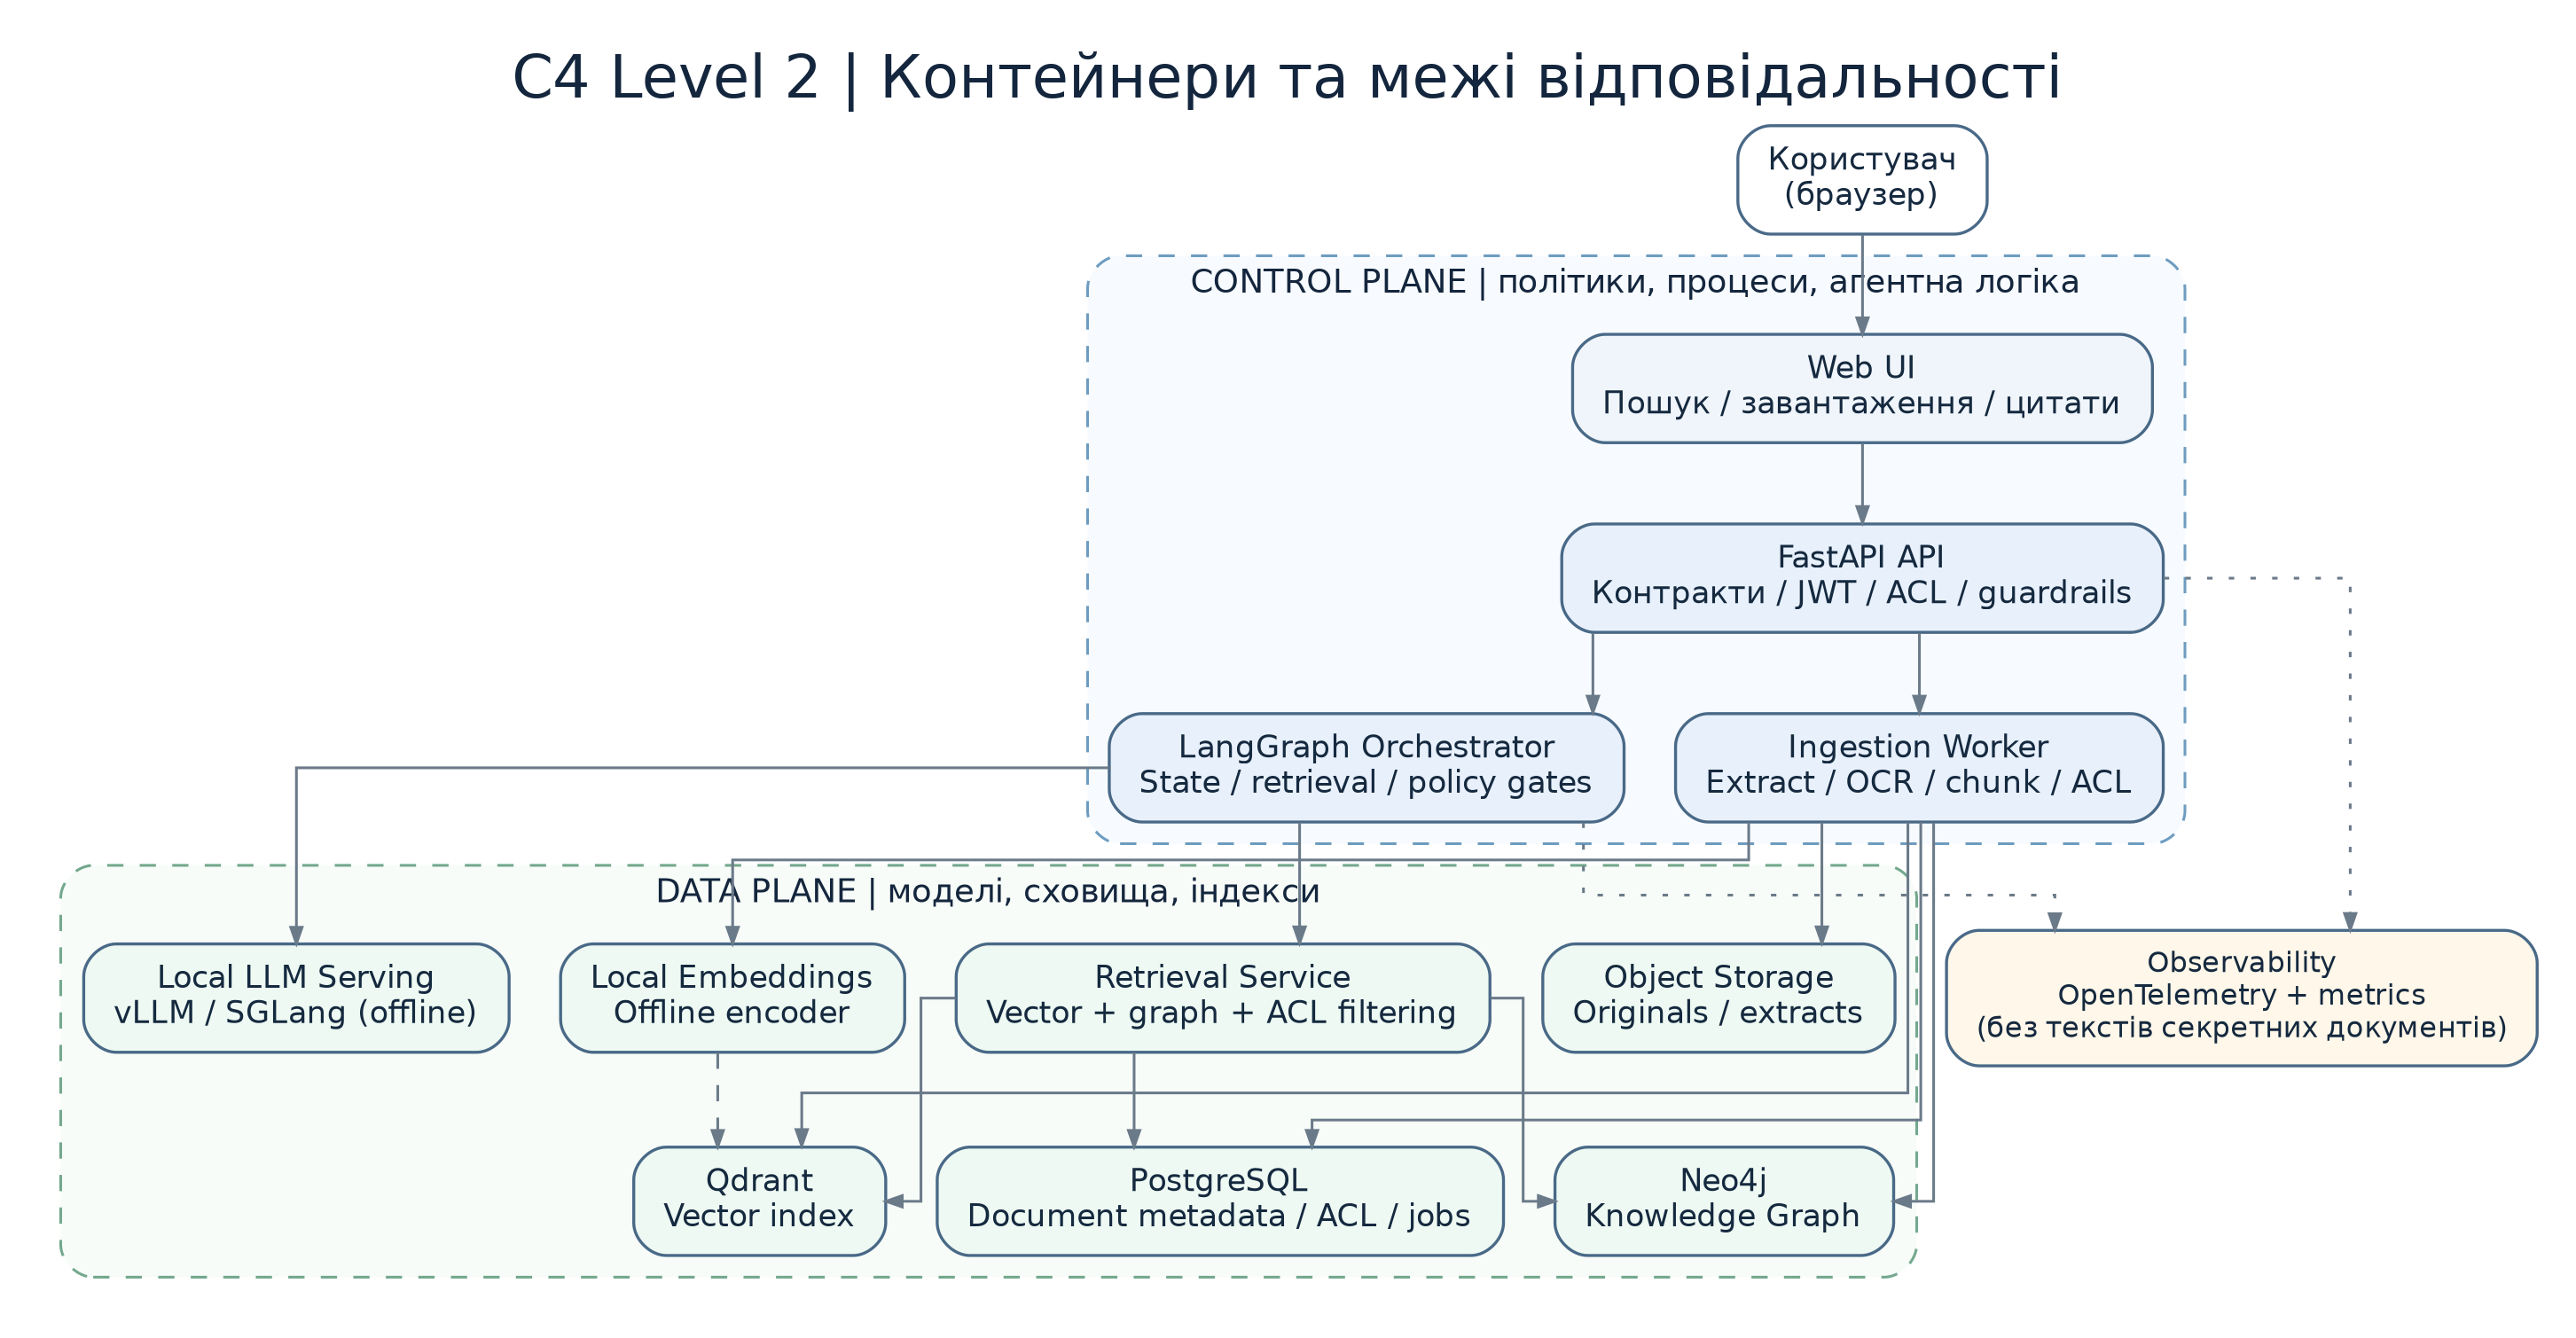 C4 Level 2 | Контейнери та межі відповідальності
Користувач
(браузер)
CONTROL PLANE | політики, процеси, агентна логіка
Web UI
Пошук / завантаження / цитати
FastAPI API
Контракти / JWT / ACL / guardrails
LangGraph Orchestrator
State / retrieval / policy gates
Ingestion Worker
Extract / OCR / chunk / ACL
DATA PLANE | моделі, сховища, індекси
Local LLM Serving
vLLM / SGLang (offline)
Local Embeddings
Offline encoder
Retrieval Service
Vector + graph + ACL filtering
Object Storage
Originals / extracts
Observability
OpenTelemetry + metrics
(без текстів секретних документів)
Qdrant
Vector index
PostgreSQL
Document metadata / ACL / jobs
Neo4j
Knowledge Graph